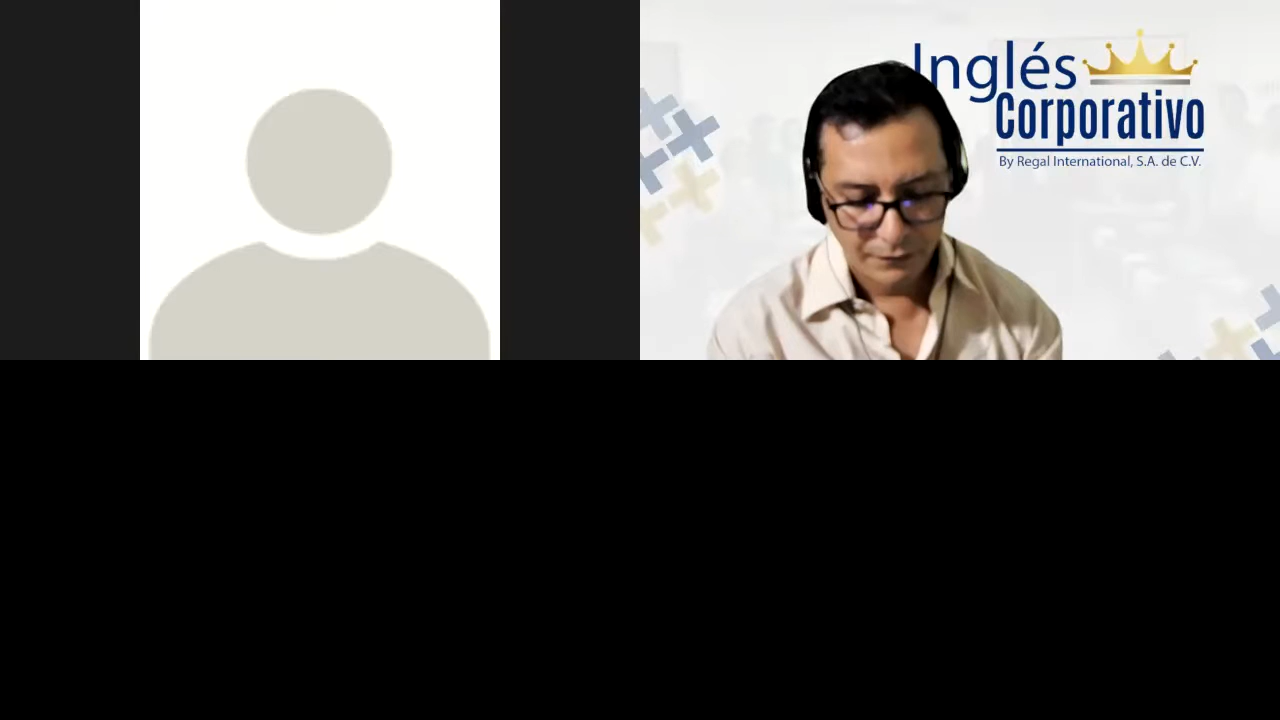 Inglés
Corporativo
By Regal International, S.A. de C.V.